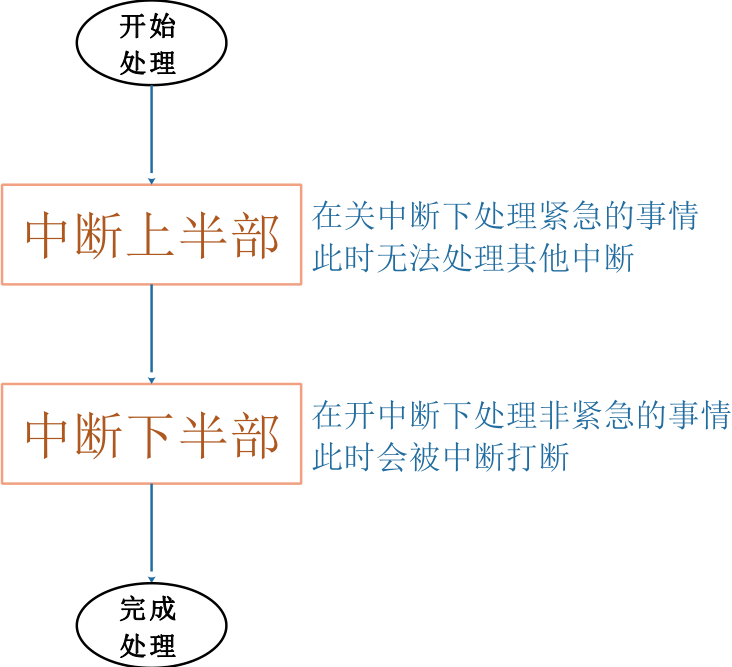 开始
处理
中断上半部
在关中断下处理紧急的事情
此时无法处理其他中断
中断下半部
在开中断下处理非紧急的事情
此时会被中断打断
完成
处理